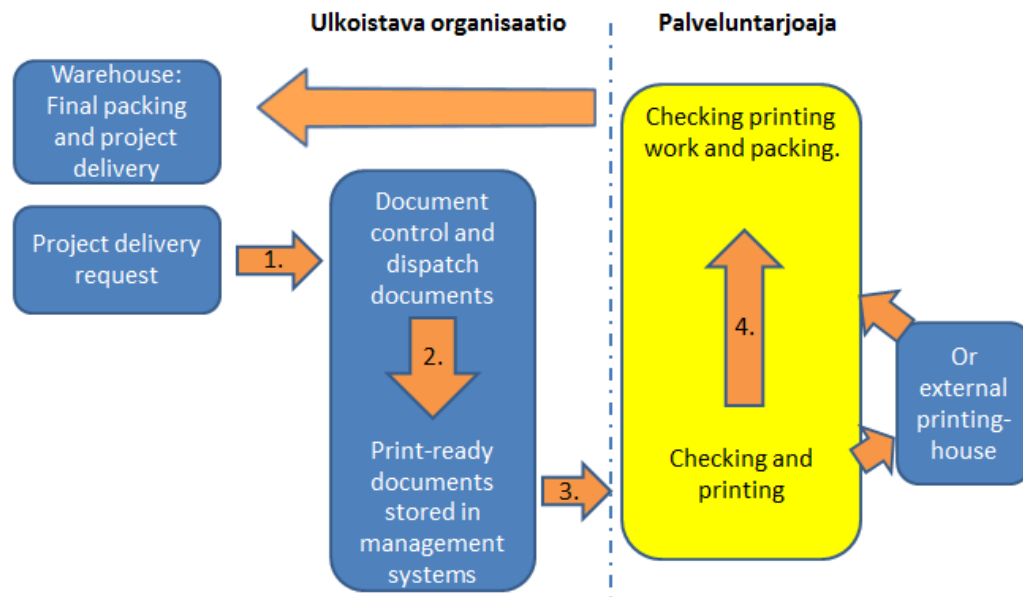 Ulkoistava organisaatio
Palveluntarjoaja
Warehouse:
Final packing
and project
delivery
Project delivery
request
1.
Document
control and
dispatch
documents
2.
Print-ready
documents
stored in
management
systems
3.
Checking printing
work and packing.
4.
Checking and
printing
Or
external
printing-
house